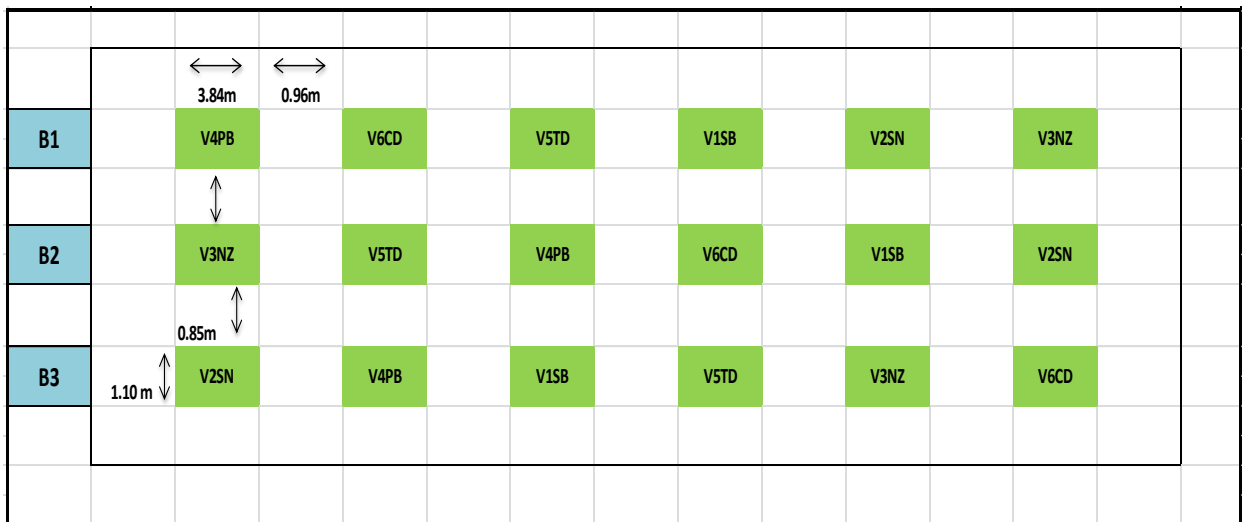 3.84m 0.96m
B1 V4PB V6CD V5TD V1SB V2SN V3NZ
B2 V3NZ V5TD V4PB V6CD V1SB V2SN
0.85m
B3 V2SN V4PB V1SB V5TD V3NZ V6CD
1.10 m